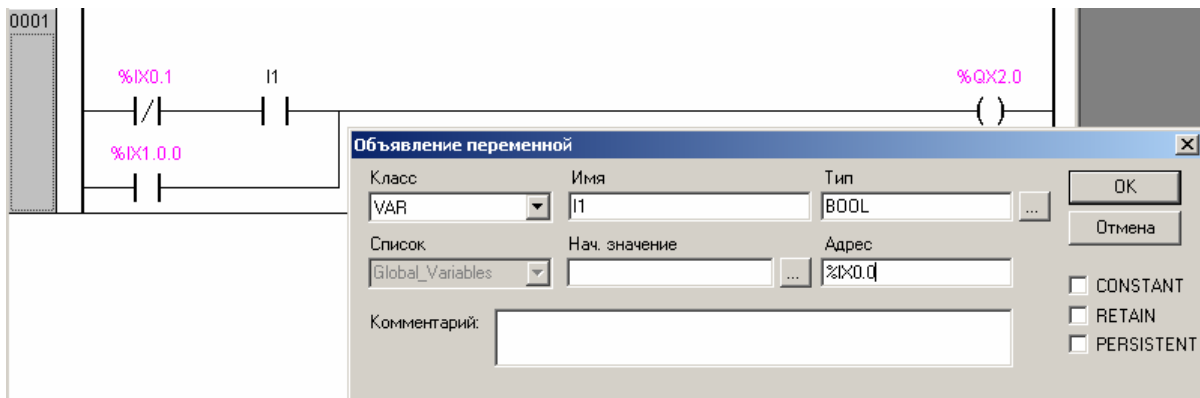 0001
%IX0.1 I1 %QX2.0
%IX1.0.0
Объявление переменной
Класс Имя Тип
VAR I1 BOOL ...
OK
Отмена
Список Нач. значение Адрес
Global_Variables ... %IX0.0
CONSTANT
Комментарий:
RETAIN
PERSISTENT